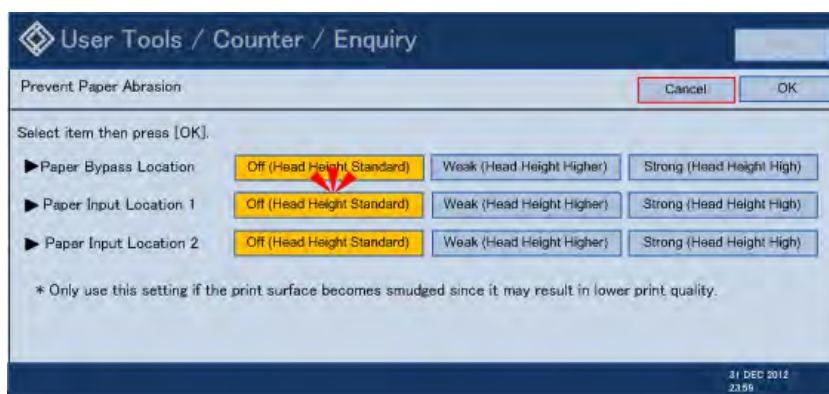 User Tools / Counter / Enquiry
Prevent Paper Abrasion
Cancel OK
Select item then press [OK].
▶Paper Bypass Location Off (Head Height Standard) Weak (Head Height Higher) Strong (Head Height High)
▶ Paper Input Location 1 Off (Head Height Standard) Weak (Head Height Higher) Strong (Head Height High)
▶ Paper Input Location 2 Off (Head Height Standard) Weak (Head Height Higher) Strong (Head Height High)
* Only use this setting if the print surface becomes smudged since it may result in lower print quality.
31 DEC 2012
23:59